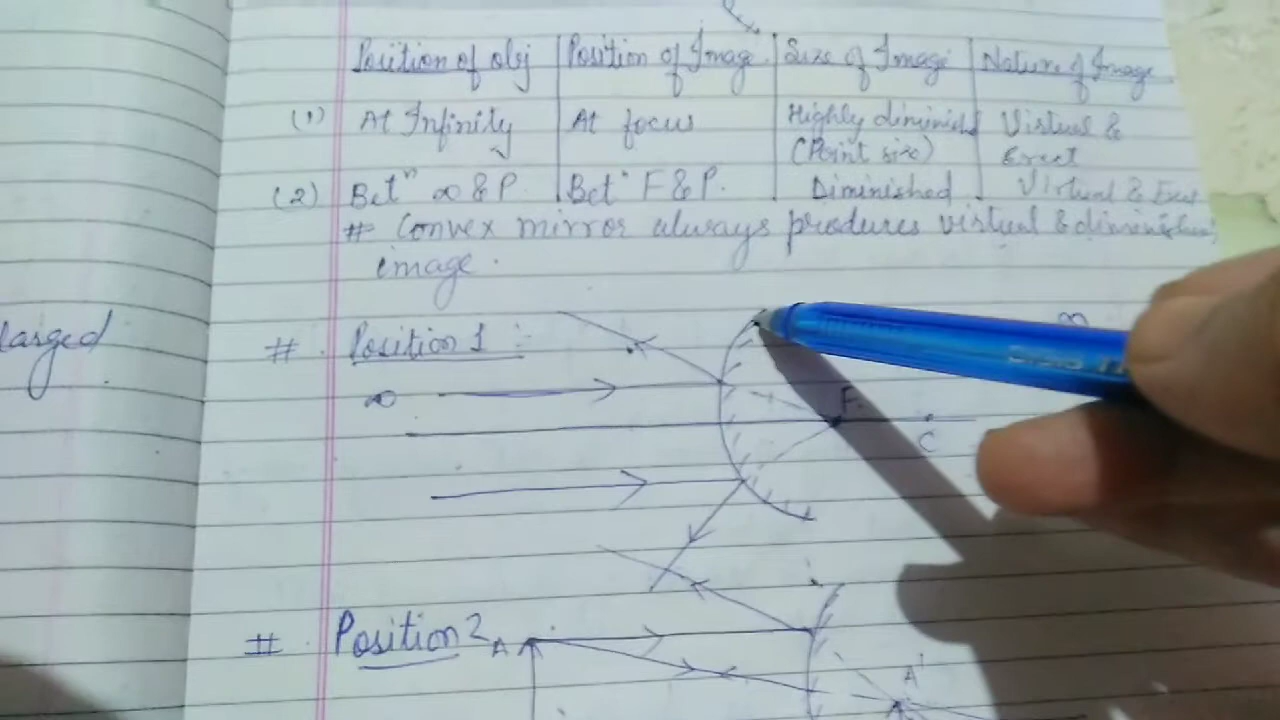 Position of obj Position of Image Size of Image Nature of Image
(1) At Infinity At focus Highly diminish Virtual &
(Point size) Erect
(2) Betⁿ ∞ & P. Betⁿ F & P. Diminished Virtual & Erect
# Convex mirror always produces virtual &
image.
larged
# Position 1 :
∞
F
C
# Position 2
A
A'